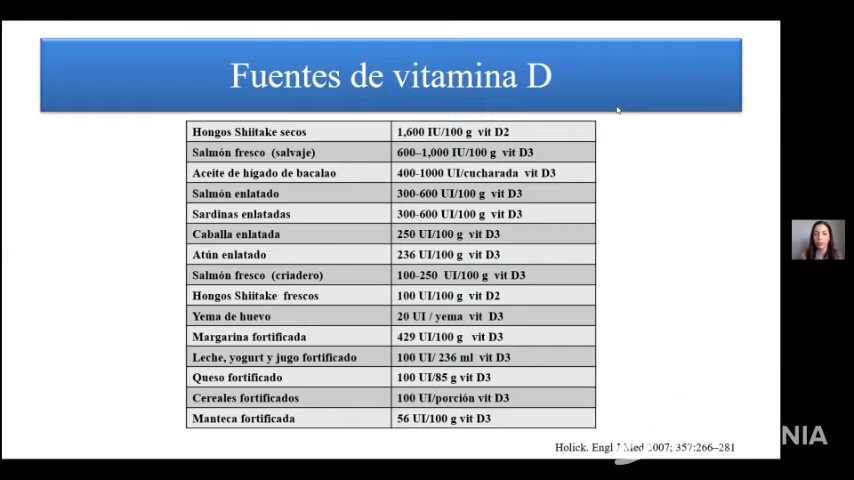 Fuentes de vitamina D
Hongos Shiitake secos 1,600 IU/100 g vit D2
Salmón fresco (salvaje) 600–1,000 IU/100 g vit D3
Aceite de hígado de bacalao 400-1000 UI/cucharada vit D3
Salmón enlatado 300-600 UI/100 g vit D3
Sardinas enlatadas 300-600 UI/100 g vit D3
Caballa enlatada 250 UI/100 g vit D3
Atún enlatado 236 UI/100 g vit D3
Salmón fresco (criadero) 100-250 UI/100 g vit D3
Hongos Shiitake frescos 100 UI/100 g vit D2
Yema de huevo 20 UI / yema vit D3
Margarina fortificada 429 UI/100 g vit D3
Leche, yogurt y jugo fortificado 100 UI/ 236 ml vit D3
Queso fortificado 100 UI/85 g vit D3
Cereales fortificados 100 UI/porción vit D3
Manteca fortificada 56 UI/100 g vit D3
Holick. Engl J Med 2007; 357:266–281